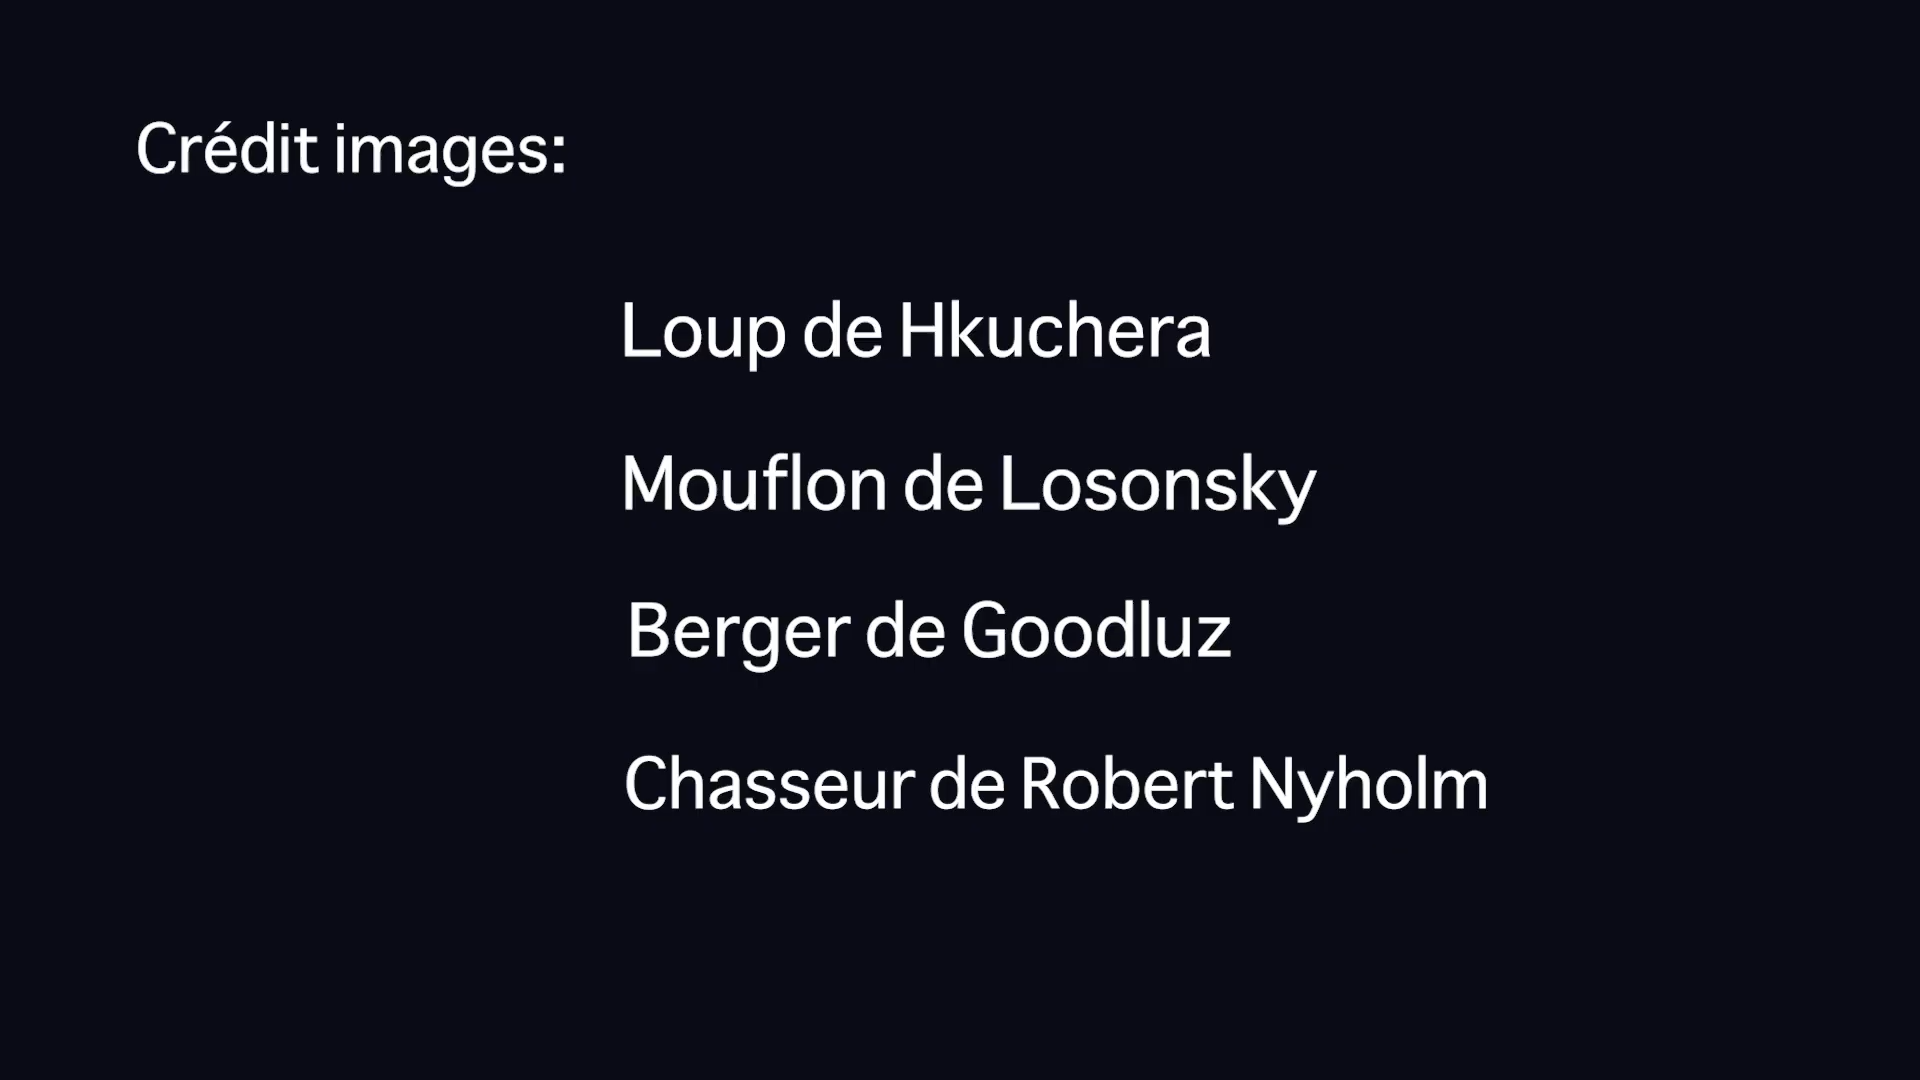 Crédit images:
Loup de Hkuchera
Mouflon de Losonsky
Berger de Goodluz
Chasseur de Robert Nyholm